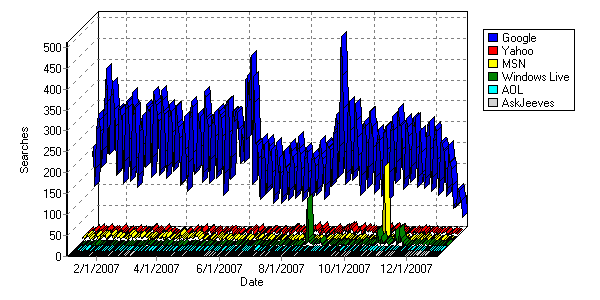 500
450
400
350
300
250
200
150
100
50
0
Searches
2/1/2007 4/1/2007 6/1/2007 8/1/2007 10/1/2007 12/1/2007
Date
Google
Yahoo
MSN
Windows Live
AOL
AskJeeves